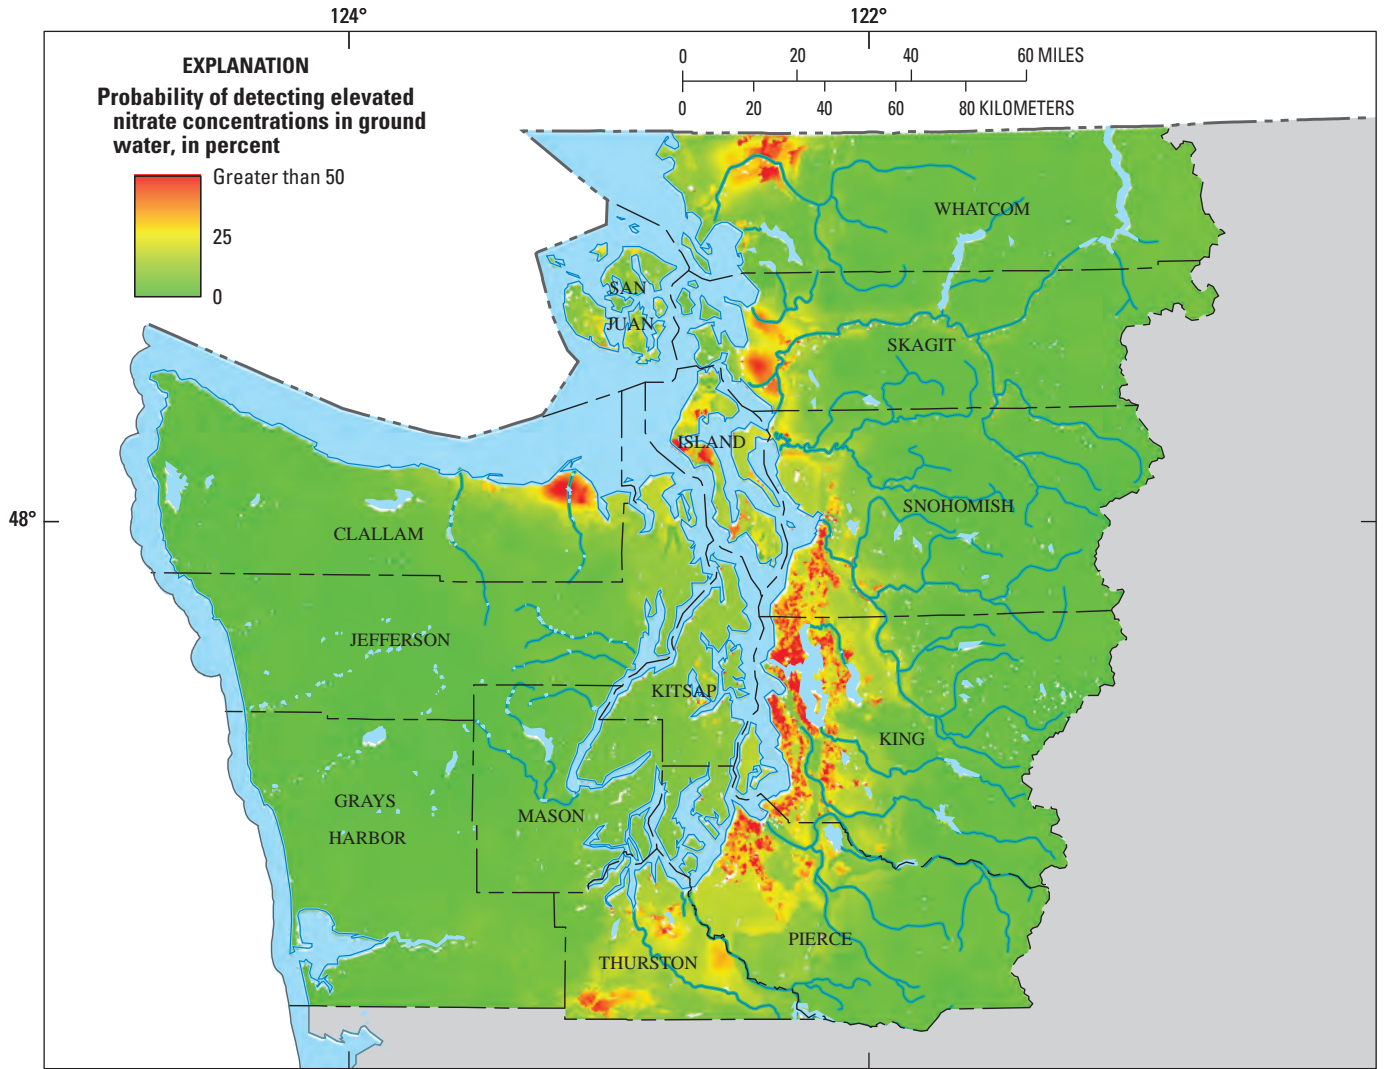 124°
122°
EXPLANATION
Probability of detecting elevated
nitrate concentrations in ground
water, in percent
Greater than 50
25
0
0 20 40 60 MILES
0 20 40 60 80 KILOMETERS
WHATCOM
SAN
JUAN
SKAGIT
ISLAND
48°
SNOHOMISH
CLALLAM
JEFFERSON
KITSAP
KING
GRAYS
HARBOR
MASON
PIERCE
THURSTON